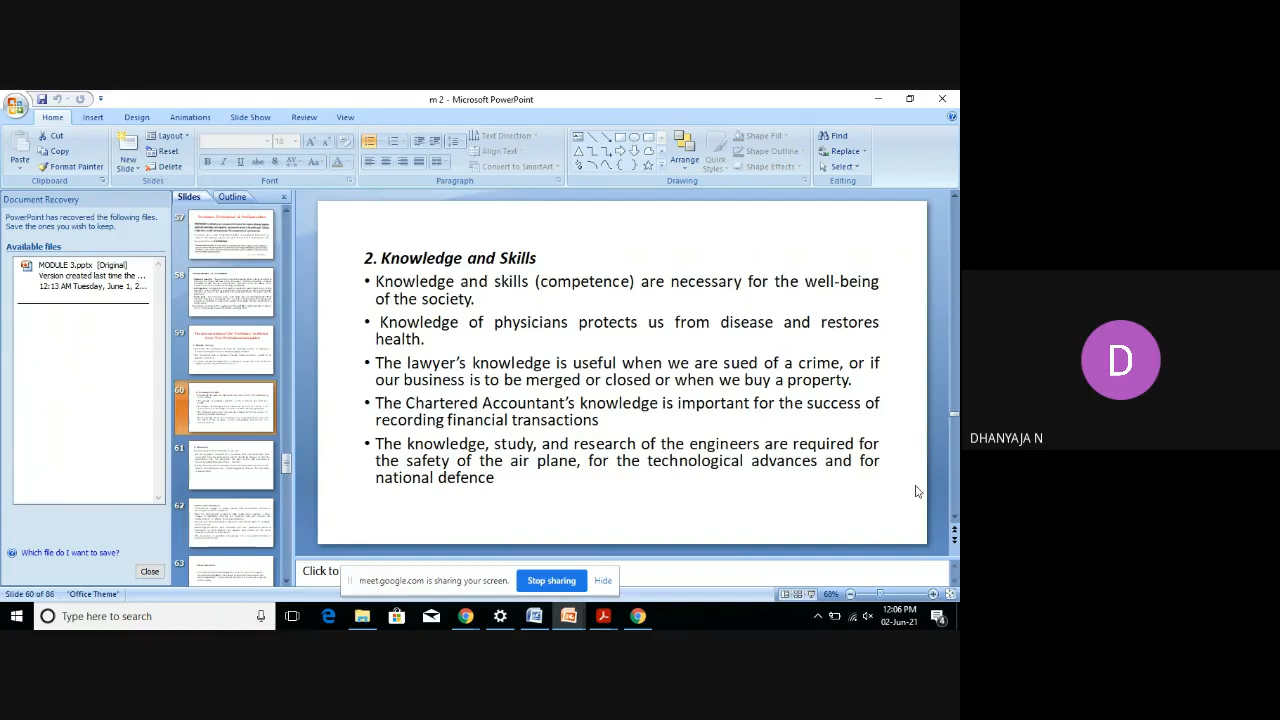 m 2 - Microsoft PowerPoint
Home Insert Design Animations Slide Show Review View
Paste
Cut
Copy
Format Painter
Clipboard
New Slide
Layout
Reset
Delete
Slides
18
Font
Text Direction
Align Text
Convert to SmartArt
Paragraph
Arrange
Quick Styles
Shape Fill
Shape Outline
Shape Effects
Drawing
Find
Replace
Select
Editing
Document Recovery
PowerPoint has recovered the following files.
Save the ones you wish to keep.
Available files
MODULE 3.pptx [Original]
Version created last time the ...
12:13 AM Tuesday, June 1, 2...
Which file do I want to save?
Close
Slides Outline
57
58
59
60
61
62
63
2. Knowledge and Skills
• Knowledge and skills (competence) are necessary for the well-being
of the society.
• Knowledge of physicians protects us from disease and restores
health.
• The lawyer's knowledge is useful when we are sued of a crime, or if
our business is to be merged or closed or when we buy a property.
• The Chartered Accountant's knowledge is important for the success of
recording financial transactions
• The knowledge, study, and research of the engineers are required for
the safety of the air plane, for the technological advances and for
national defence
Click to
meet.google.com is sharing your screen. Stop sharing Hide
Slide 60 of 86 "Office Theme" 68%
Type here to search
12:06 PM
02-Jun-21
4
D
DHANYAJA N